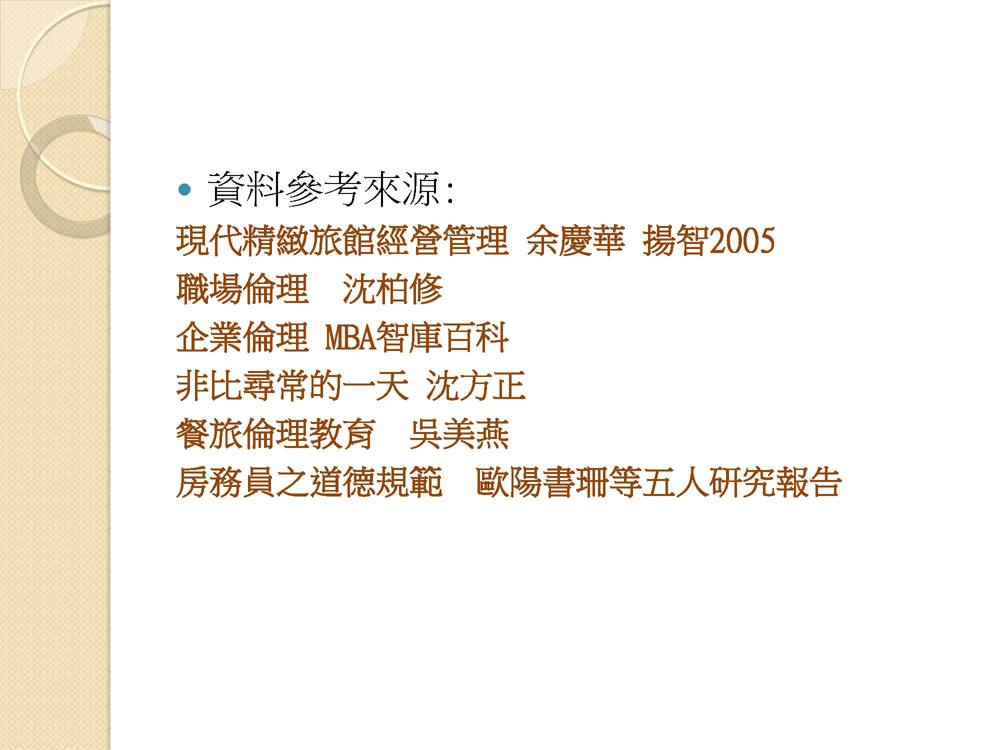 • 資料參考來源:
現代精緻旅館經營管理 余慶華 揚智2005
職場倫理　沈柏修
企業倫理 MBA智庫百科
非比尋常的一天 沈方正
餐旅倫理教育　吳美燕
房務員之道德規範　歐陽書珊等五人研究報告